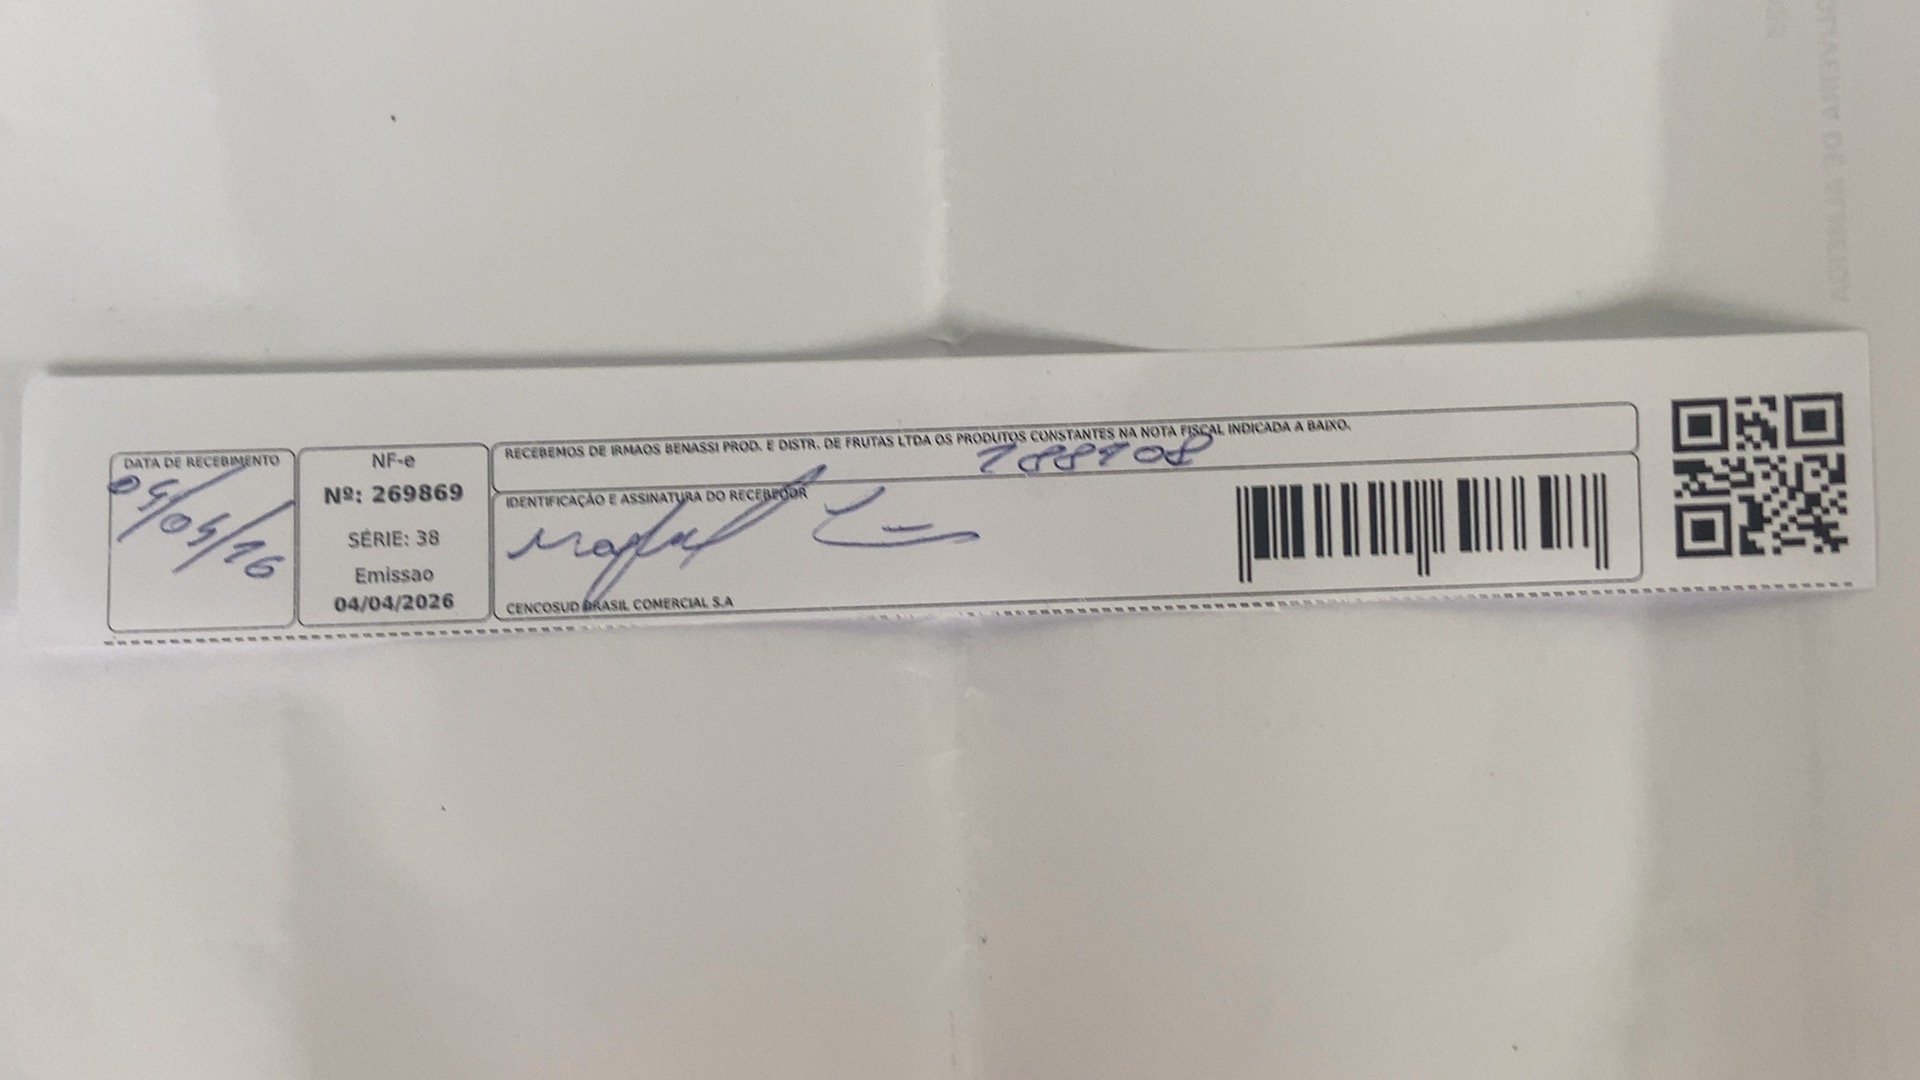 RECEBEMOS DE IRMAOS BENASSI PROD. E DISTR. DE FRUTAS LTDA OS PRODUTOS CONSTANTES NA NOTA FISCAL INDICADA A BAIXO.
DATA DE RECEBIMENTO
NF-e
Nº: 269869
SÉRIE: 38
Emissao
04/04/2026
IDENTIFICAÇÃO E ASSINATURA DO RECEBEDOR
CENCOSUD BRASIL COMERCIAL S.A